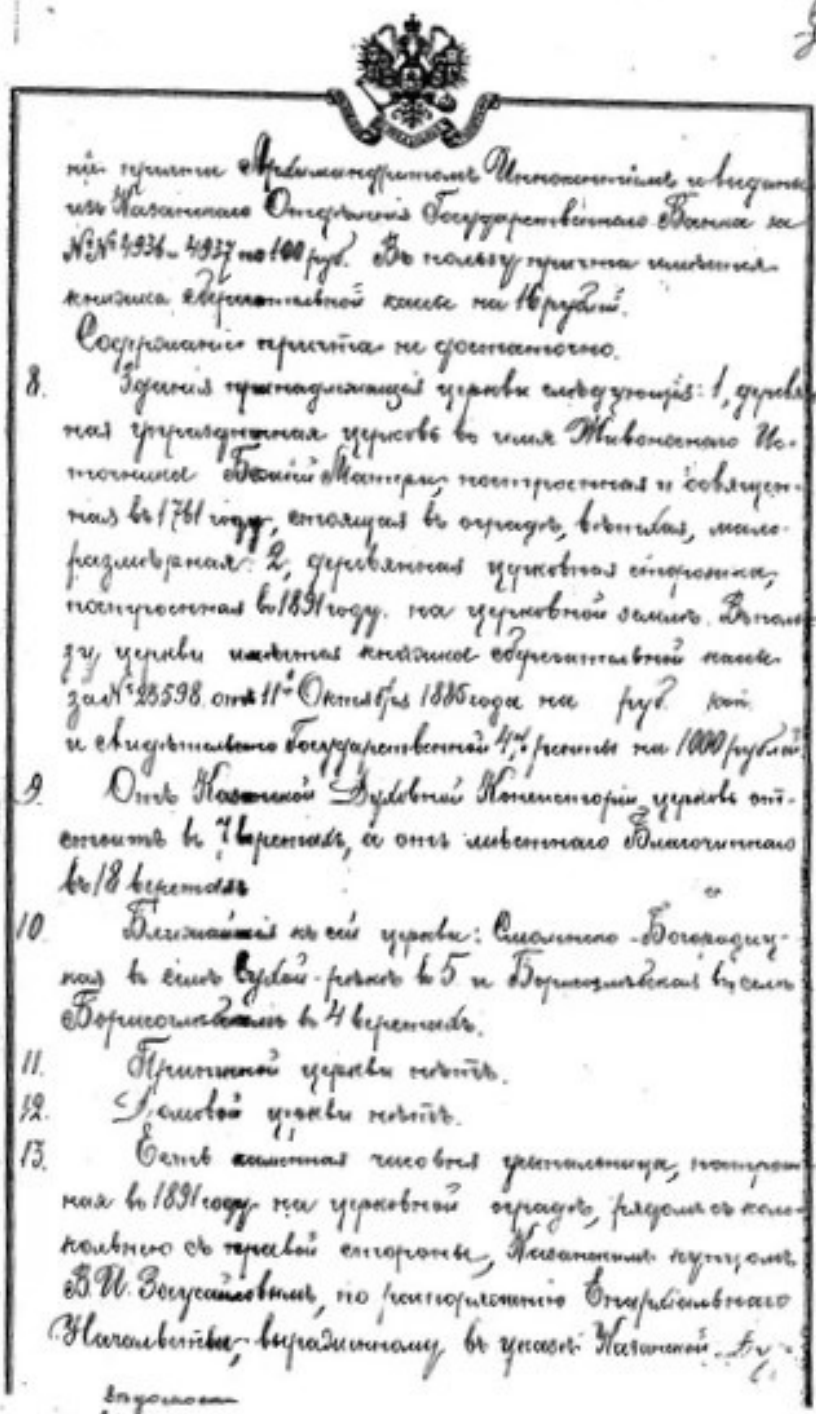 ніе приняты Архимандритомъ Иннокентіемъ и выданы
изъ Казанскаго Отдѣленія Государственнаго Банка за
№№ 4936 и 4937 по 100 руб. Въ пользу причта имѣется
книжка сберегательной кассы на 16 рублей.
Содержаніе причта не достаточно.
8. Зданія принадлежащія церкви слѣдующія: 1, деревян-
ная упраздненная церковь во имя Живоноснаго Ис-
точника Божіей Матери, построенная и освящен-
ная въ 1761 году, стоящая въ оградѣ, ветхая, мало-
размѣрная. 2, деревянная церковная сторожка,
построенная въ 1891 году на церковной землѣ. Въ поль-
зу церкви имѣется книжка сберегательной кассы
за № 23598 отъ 11го Октября 1885 года на руб. коп.
и свидѣтельство Государственной 4% ренты на 1000 рублей.
9. Отъ Казанской Духовной Консисторіи церковь от-
стоитъ въ 7 верстахъ, а отъ мѣстнаго Благочиннаго
въ 18 верстахъ
10. Ближайшія къ сей церкви: Смоленско-Богородиц-
кая въ селѣ Сухой-рѣкѣ въ 5 и Борисоглѣбская въ селѣ
Борисоглѣбскомъ въ 4 верстахъ.
11. Приписной церкви нѣтъ.
12. Домовой церкви нѣтъ.
13. Есть каменная часовня усыпальница, построен-
ная въ 1891 году на церковной оградѣ, рядомъ съ коло-
кольнею съ правой стороны, Казанскимъ купцомъ
В. И. Заусайловымъ, по распоряженію Епархіальнаго
Начальства, выраженному въ указѣ Казанской Ду-